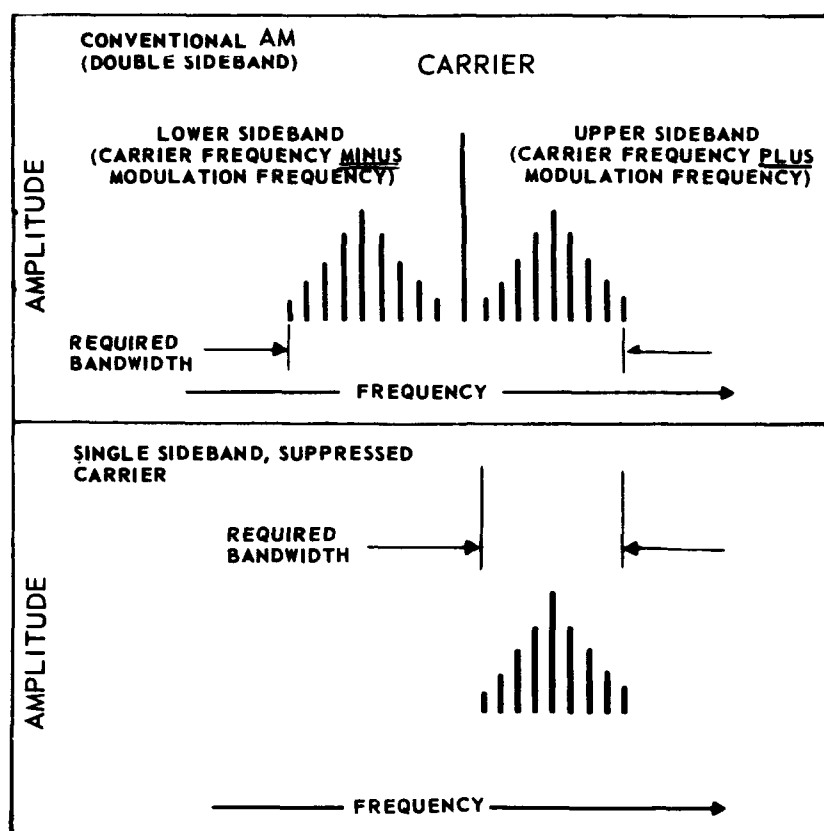 CONVENTIONAL AM
(DOUBLE SIDEBAND)
CARRIER
LOWER SIDEBAND
(CARRIER FREQUENCY MINUS
MODULATION FREQUENCY)
UPPER SIDEBAND
(CARRIER FREQUENCY PLUS
MODULATION FREQUENCY)
AMPLITUDE
REQUIRED
BANDWIDTH
FREQUENCY
SINGLE SIDEBAND, SUPPRESSED
CARRIER
REQUIRED
BANDWIDTH
AMPLITUDE
FREQUENCY